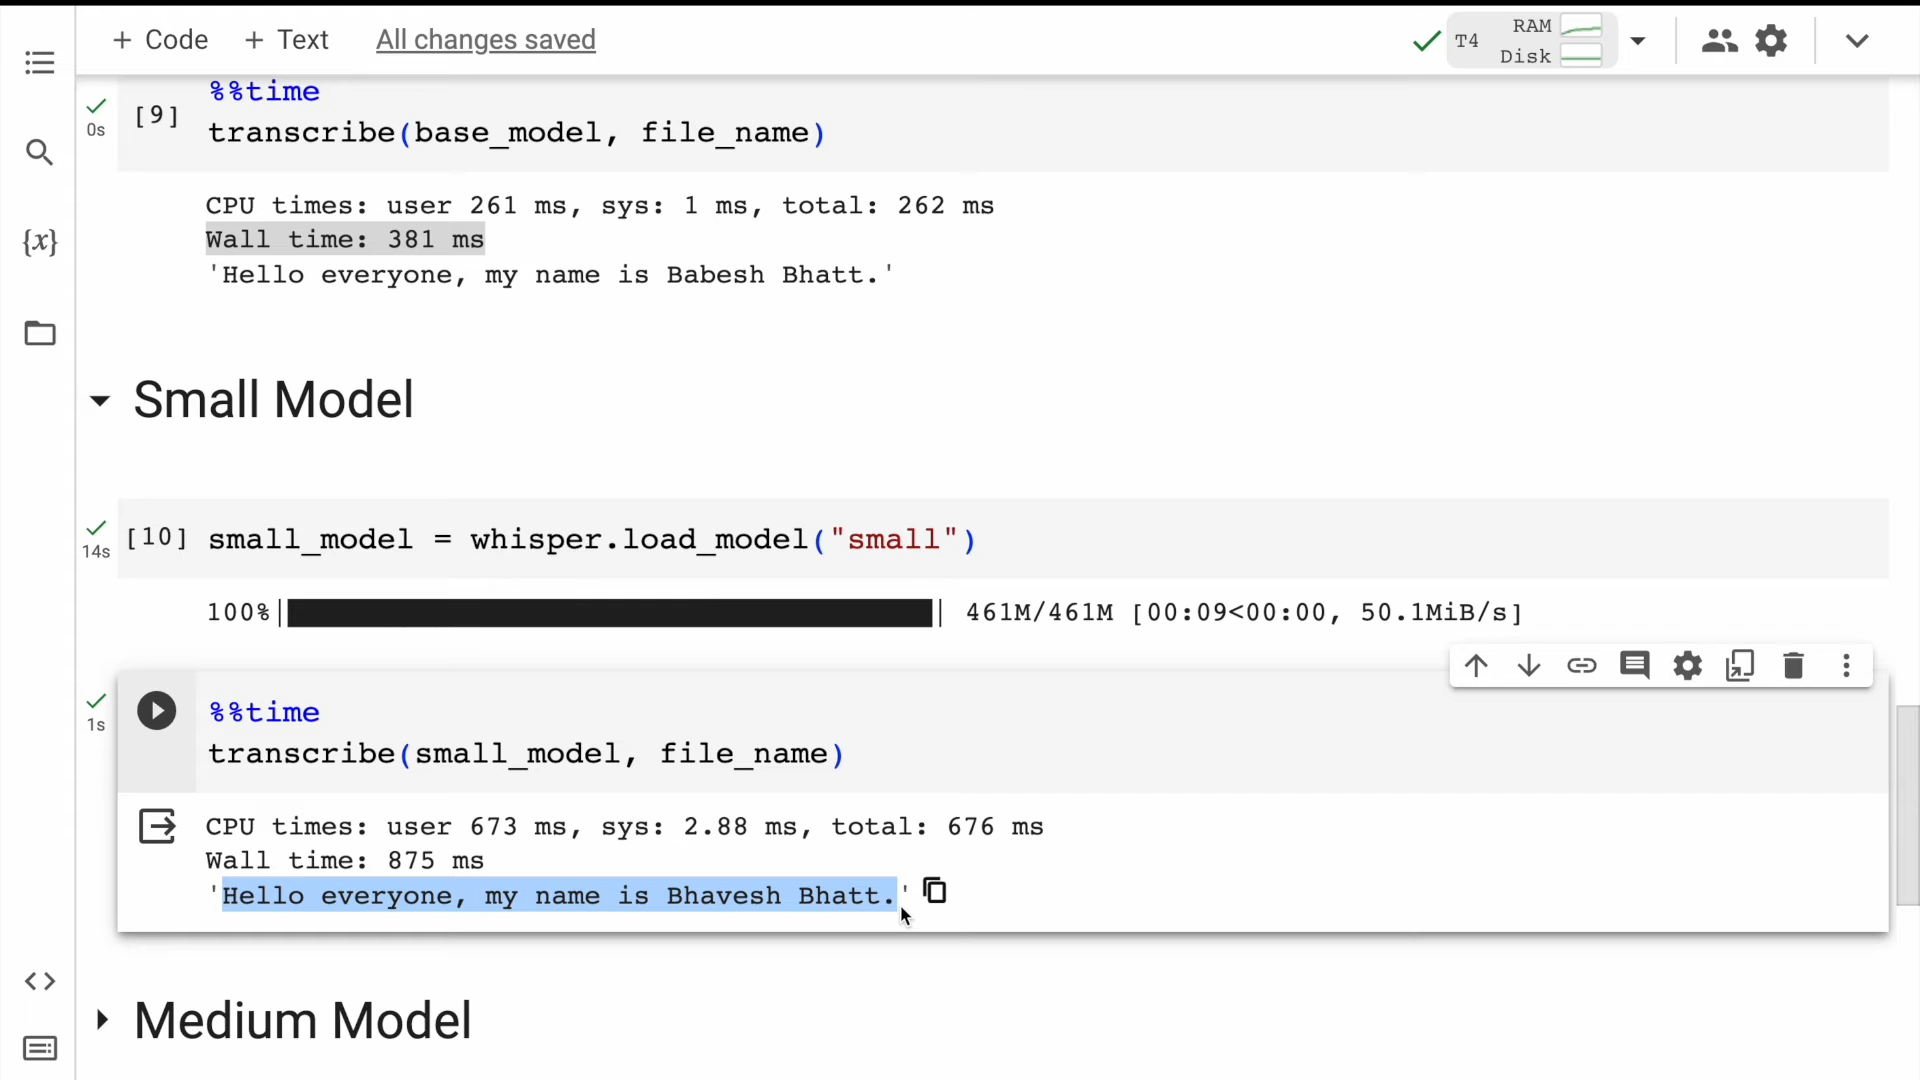 + Code + Text All changes saved
T4 RAM
Disk
%%time
0s [9] transcribe(base_model, file_name)
CPU times: user 261 ms, sys: 1 ms, total: 262 ms
Wall time: 381 ms
'Hello everyone, my name is Babesh Bhatt.'
{x}
Small Model
14s [10] small_model = whisper.load_model("small")
100%| | 461M/461M [00:09<00:00, 50.1MiB/s]
%%time
1s transcribe(small_model, file_name)
CPU times: user 673 ms, sys: 2.88 ms, total: 676 ms
Wall time: 875 ms
'Hello everyone, my name is Bhavesh Bhatt.'
Medium Model